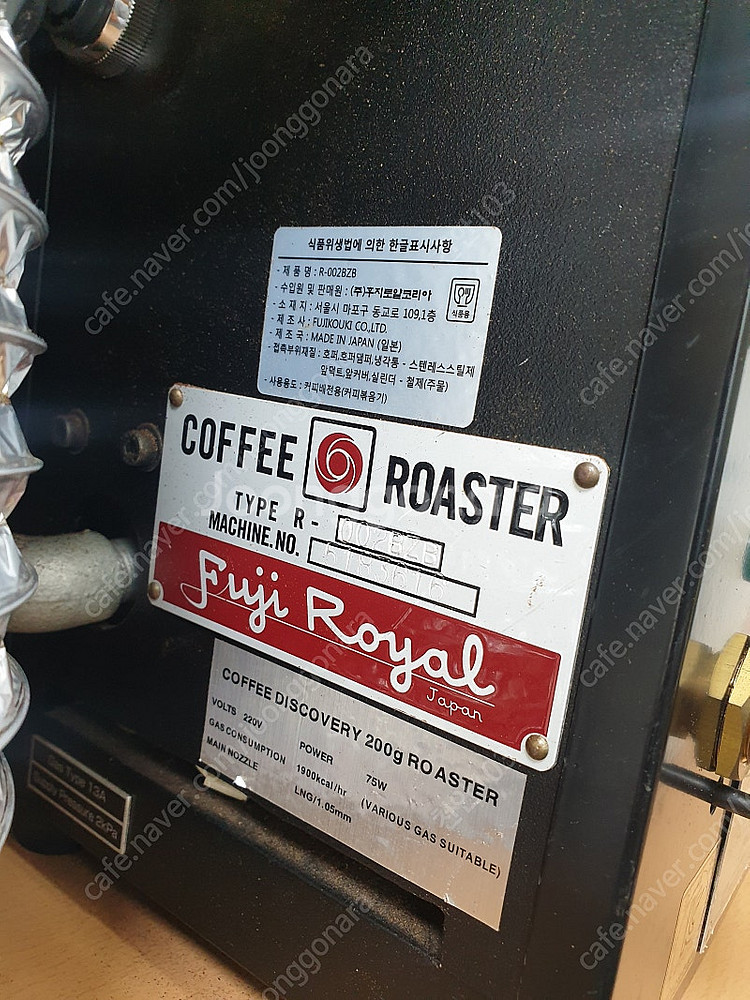 식품위생법에 의한 한글표시사항
- 제 품 명 : R-002BZB
- 수입원 및 판매원 : (주)후지로얄코리아
- 소 재 지 : 서울시 마포구 동교로 109,1층
- 제 조 사 : FUJIKOUKI CO,LTD.
- 제 조 국 : MADE IN JAPAN (일본)
- 접촉부위재질 : 호퍼,호퍼댐퍼,냉각통 - 스텐레스스틸제
앞덕트,앞커버,실린더 - 철제(주물)
- 사용용도 : 커피배전용(커피볶음기)
식품용
COFFEE ROASTER
TYPE R- 002BZB
MACHINE.NO.
Fuji Royal
Japan
COFFEE DISCOVERY 200g ROASTER
VOLTS 220V POWER 75W
GAS CONSUMPTION 1900kcal/hr (VARIOUS GAS SUITABLE)
MAIN NOZZLE LNG/1.05mm
Gas Type 13A
Supply Pressure 2kPa
cafe.naver.com/joonggonara